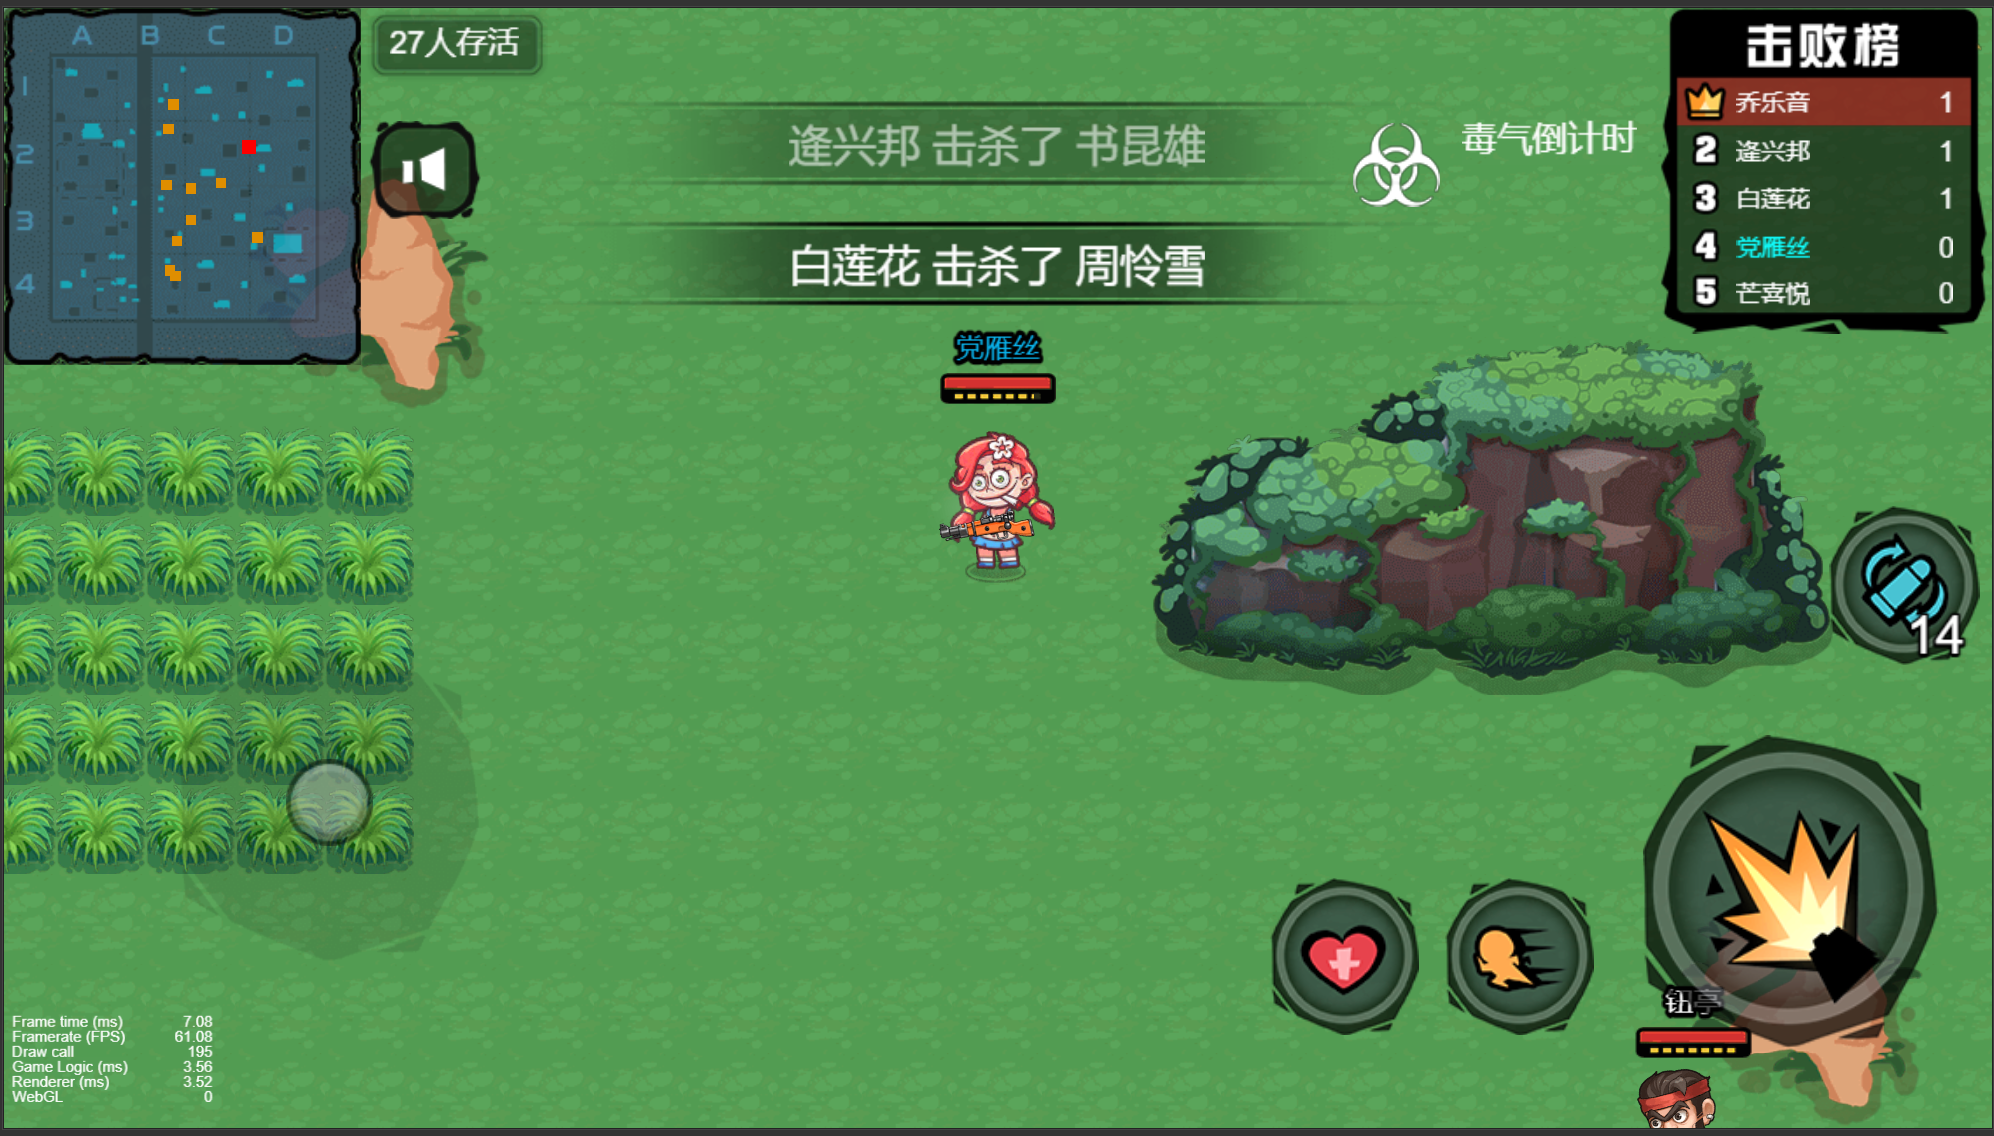 A B C D
1
2
3
4
27人存活
逄兴邦 击杀了 书昆雄
白莲花 击杀了 周怜雪
毒气倒计时
击败榜
乔乐音 1
2 逄兴邦 1
3 白莲花 1
4 党雁丝 0
5 芒喜悦 0
党雁丝
14
钮亭
Frame time (ms) 7.08
Framerate (FPS) 61.08
Draw call 195
Game Logic (ms) 3.56
Renderer (ms) 3.52
WebGL 0